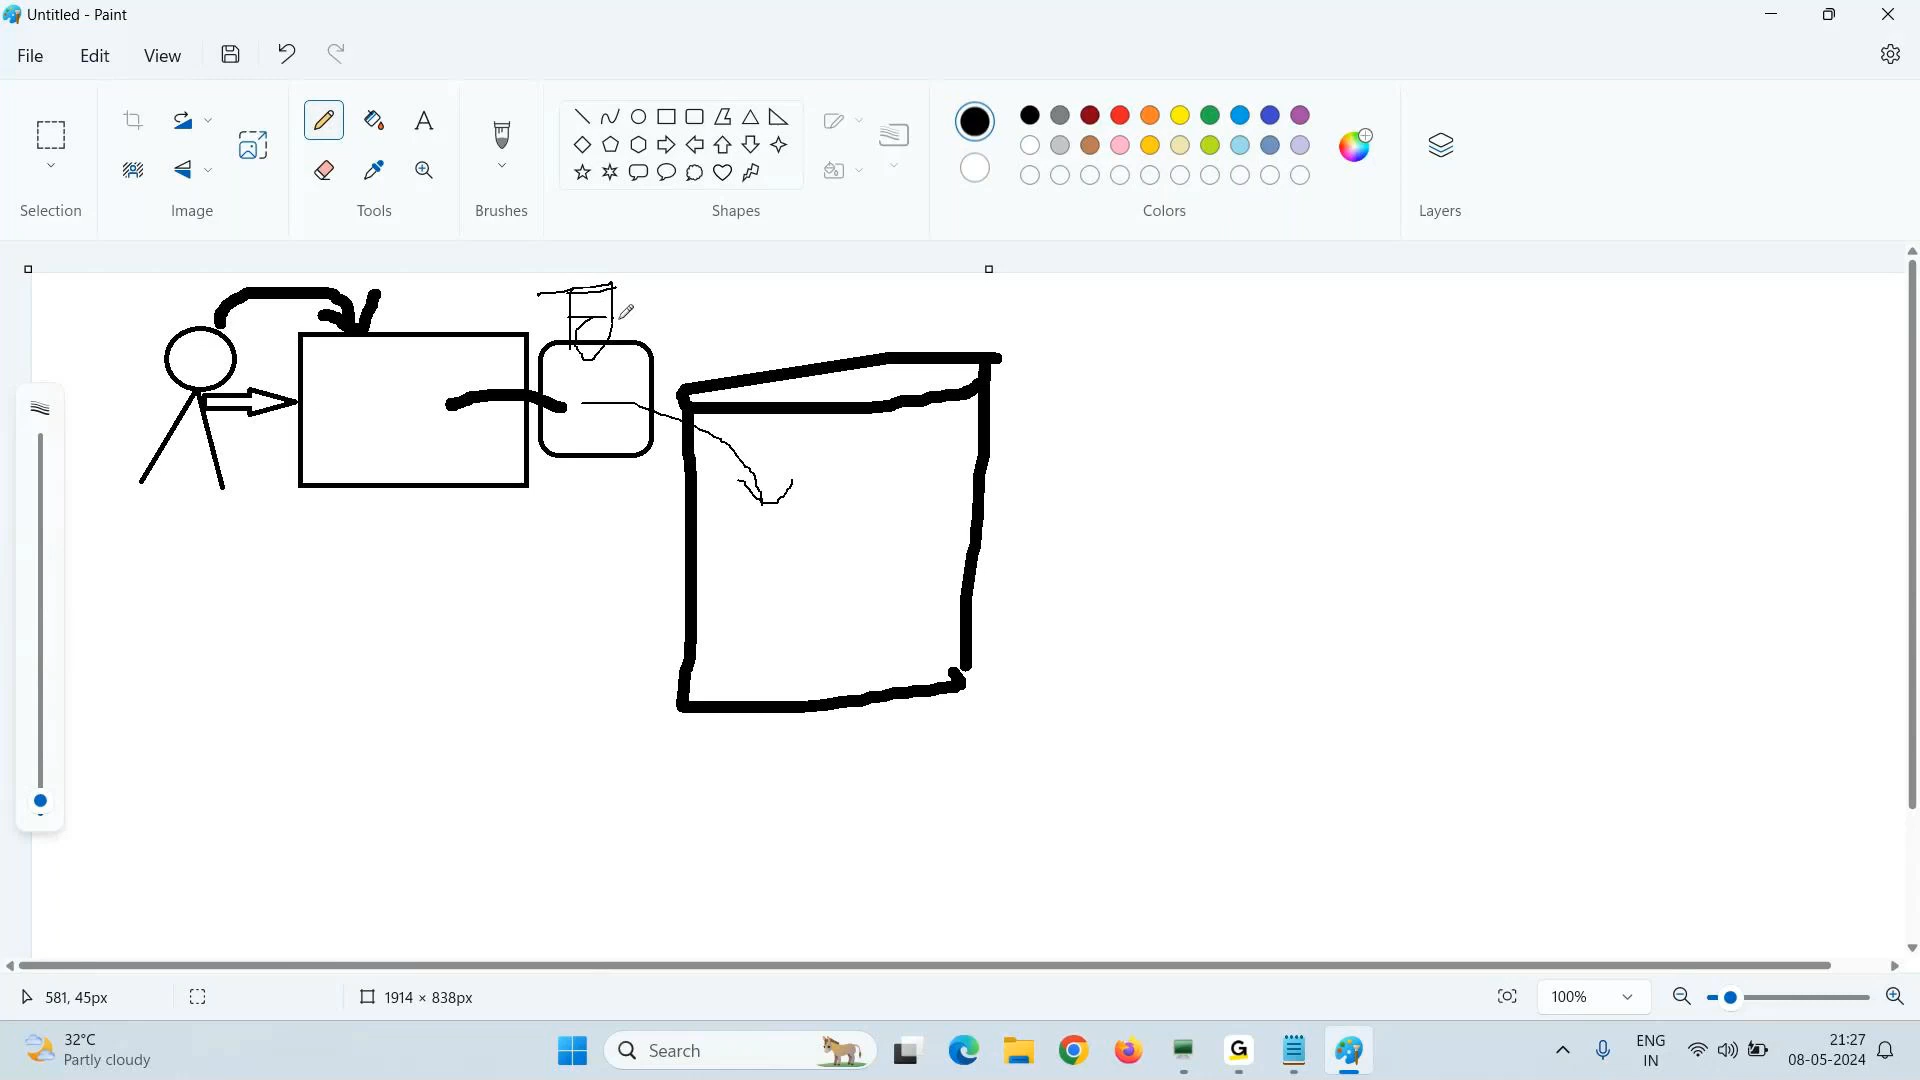 Untitled - Paint
File Edit View
Selection Image Tools Brushes Shapes Colors Layers
581, 45px 1914 × 838px 100%
32°C
Partly cloudy
Search
ENG
IN
21:27
08-05-2024